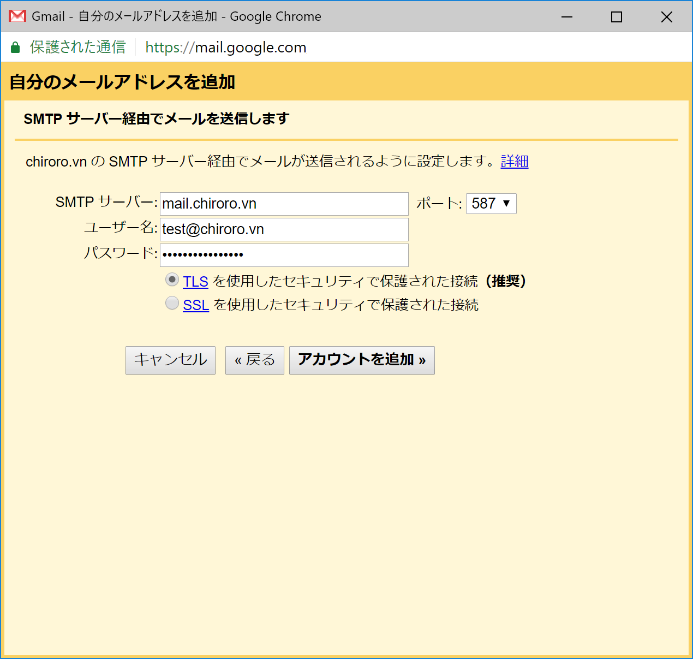 Gmail - 自分のメールアドレスを追加 - Google Chrome
保護された通信 https://mail.google.com
自分のメールアドレスを追加
SMTP サーバー経由でメールを送信します
chiroro.vn の SMTP サーバー経由でメールが送信されるように設定します。詳細
SMTP サーバー: mail.chiroro.vn ポート: 587 ▼
ユーザー名: test@chiroro.vn
パスワード: ••••••••••••••••
TLS を使用したセキュリティで保護された接続 (推奨)
SSL を使用したセキュリティで保護された接続
キャンセル « 戻る アカウントを追加 »